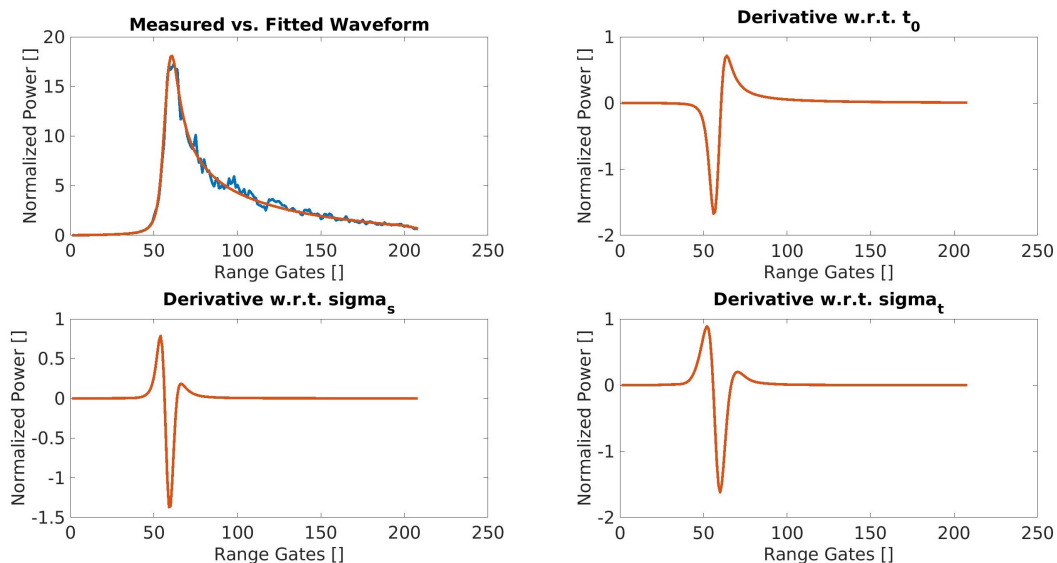 Measured vs. Fitted Waveform
20
15
10
5
0
Normalized Power []
0 50 100 150 200 250
Range Gates []
Derivative w.r.t. t0
1
0
-1
-2
Normalized Power []
0 50 100 150 200 250
Range Gates []
Derivative w.r.t. sigmas
1
0.5
0
-0.5
-1
-1.5
Normalized Power []
0 50 100 150 200 250
Range Gates []
Derivative w.r.t. sigmat
1
0
-1
-2
Normalized Power []
0 50 100 150 200 250
Range Gates []